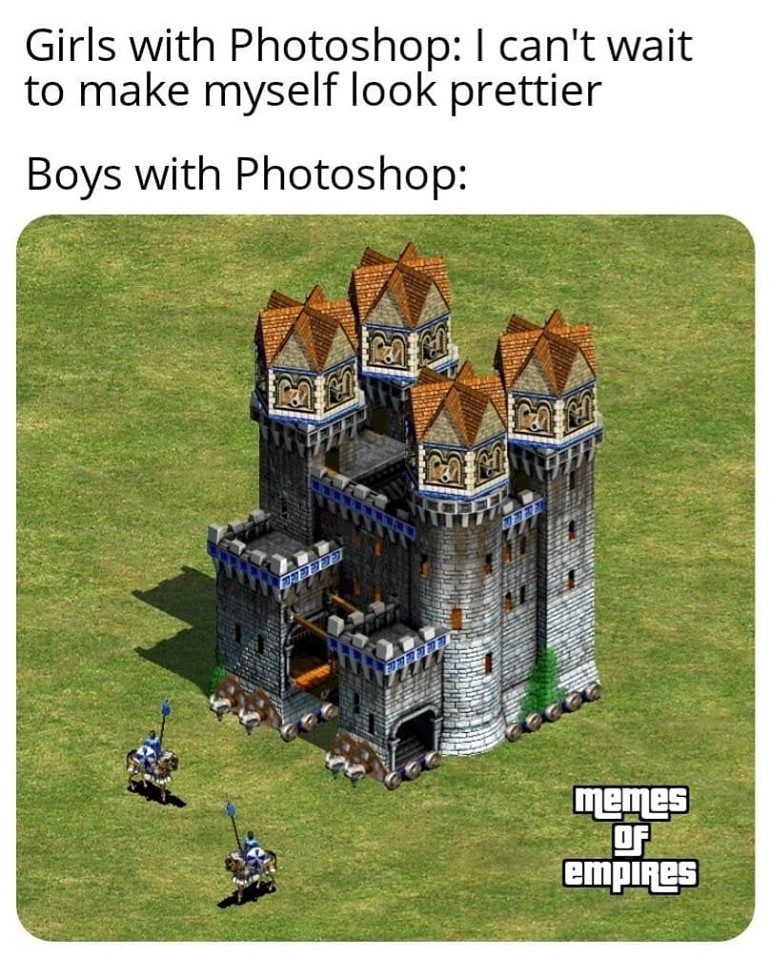 Girls with Photoshop: I can't wait
to make myself look prettier
Boys with Photoshop:
memes
OF
empires